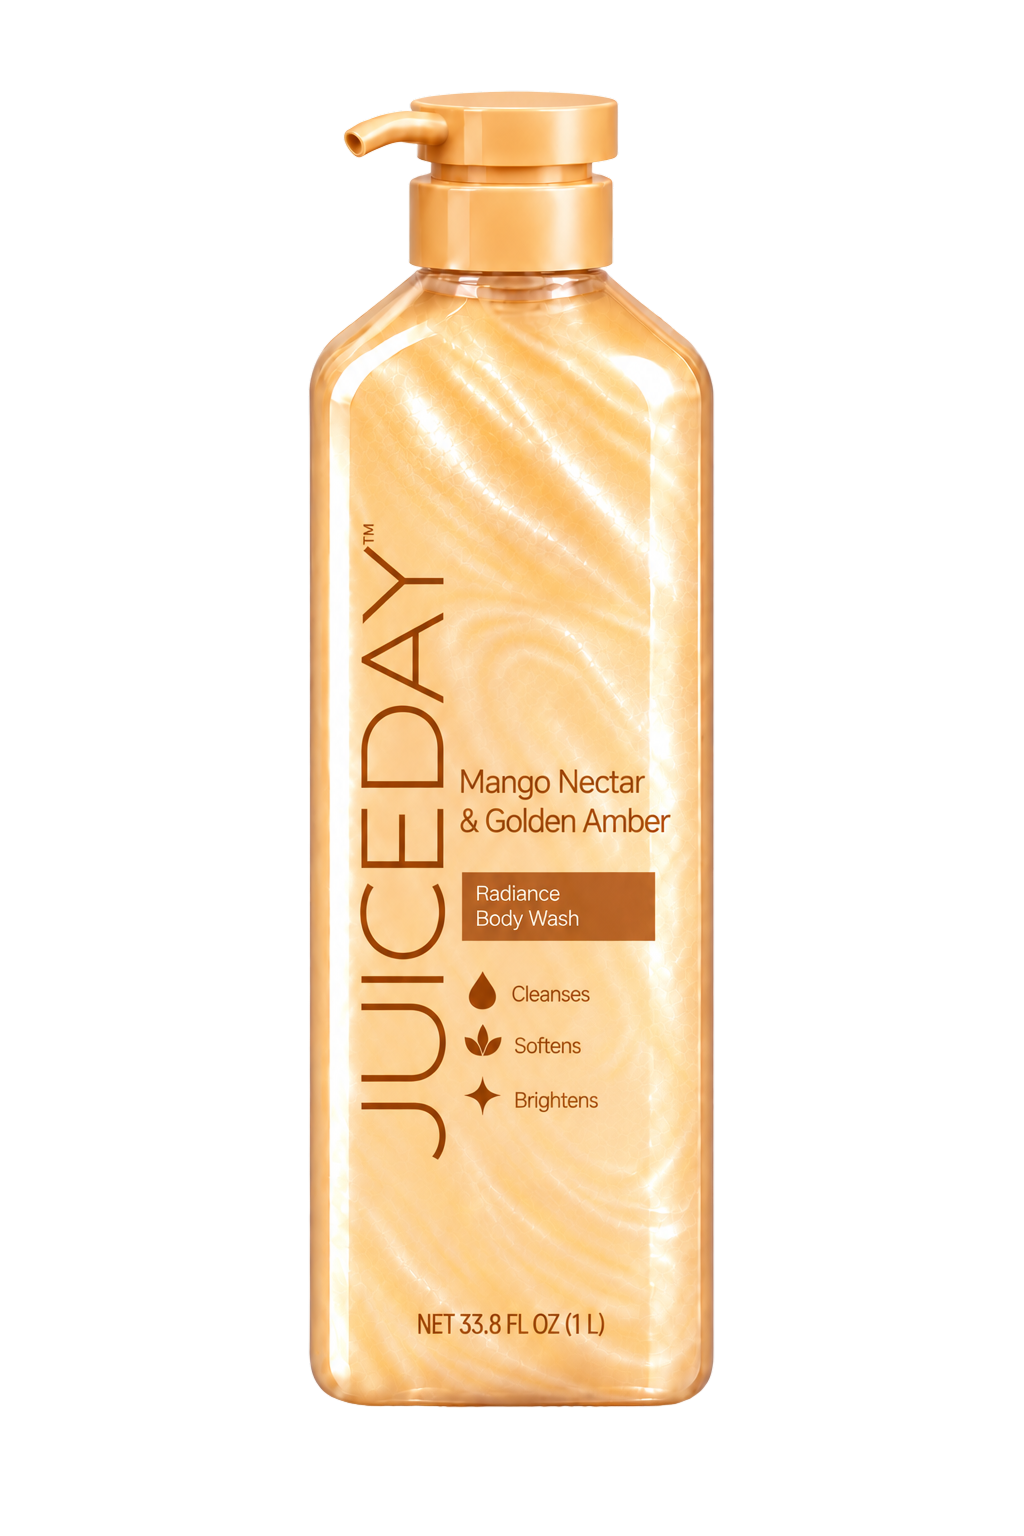 JUICEDAY™
Mango Nectar
& Golden Amber
Radiance
Body Wash
Cleanses
Softens
Brightens
NET 33.8 FL OZ (1 L)